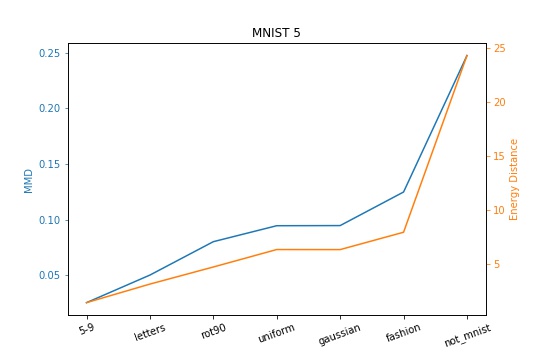 MNIST 5
0.25
0.20
0.15
0.10
0.05
MMD
25
20
15
10
5
Energy Distance
5-9
letters
rot90
uniform
gaussian
fashion
not_mnist